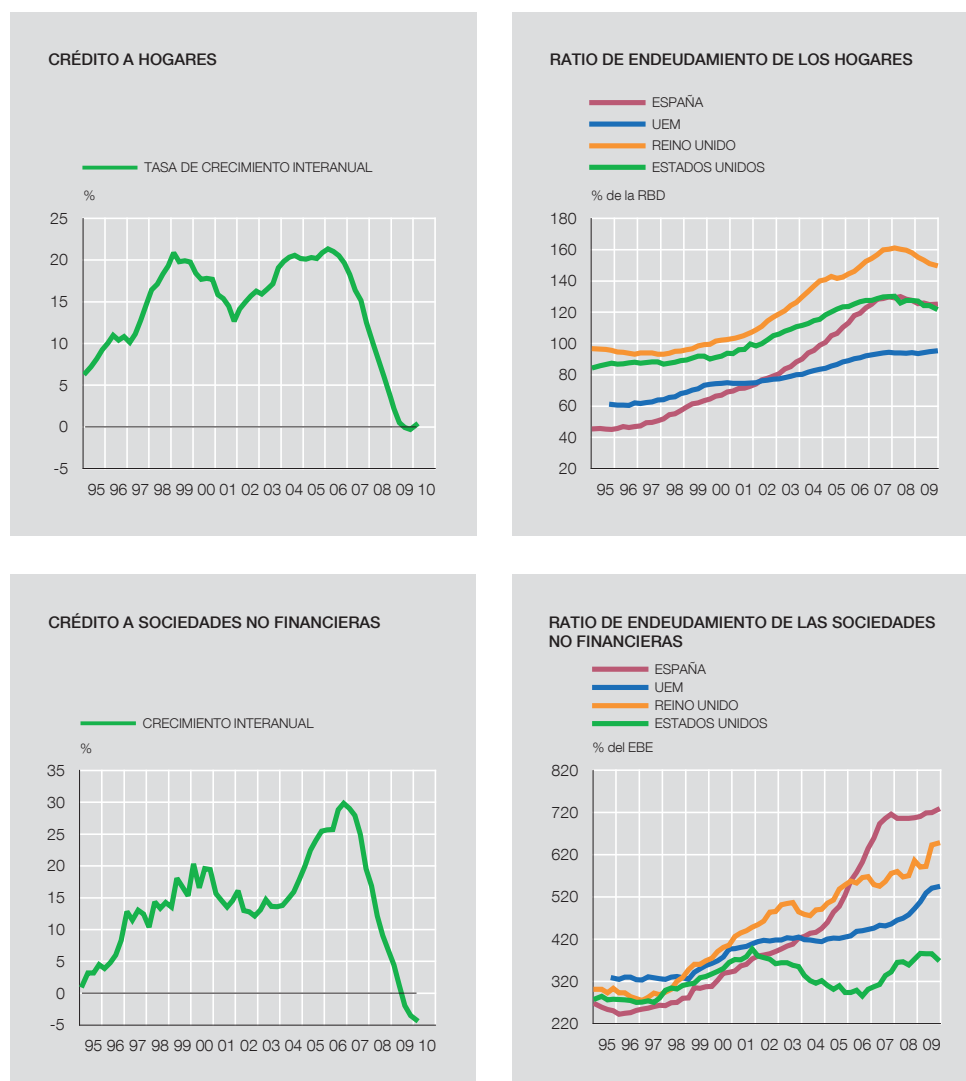 CRÉDITO A HOGARES
TASA DE CRECIMIENTO INTERANUAL
%
25
20
15
10
5
0
-5
95 96 97 98 99 00 01 02 03 04 05 06 07 08 09 10
RATIO DE ENDEUDAMIENTO DE LOS HOGARES
ESPAÑA
UEM
REINO UNIDO
ESTADOS UNIDOS
% de la RBD
180
160
140
120
100
80
60
40
20
95 96 97 98 99 00 01 02 03 04 05 06 07 08 09
CRÉDITO A SOCIEDADES NO FINANCIERAS
CRECIMIENTO INTERANUAL
%
35
30
25
20
15
10
5
0
-5
95 96 97 98 99 00 01 02 03 04 05 06 07 08 09 10
RATIO DE ENDEUDAMIENTO DE LAS SOCIEDADES
NO FINANCIERAS
ESPAÑA
UEM
REINO UNIDO
ESTADOS UNIDOS
% del EBE
820
720
620
520
420
320
220
95 96 97 98 99 00 01 02 03 04 05 06 07 08 09